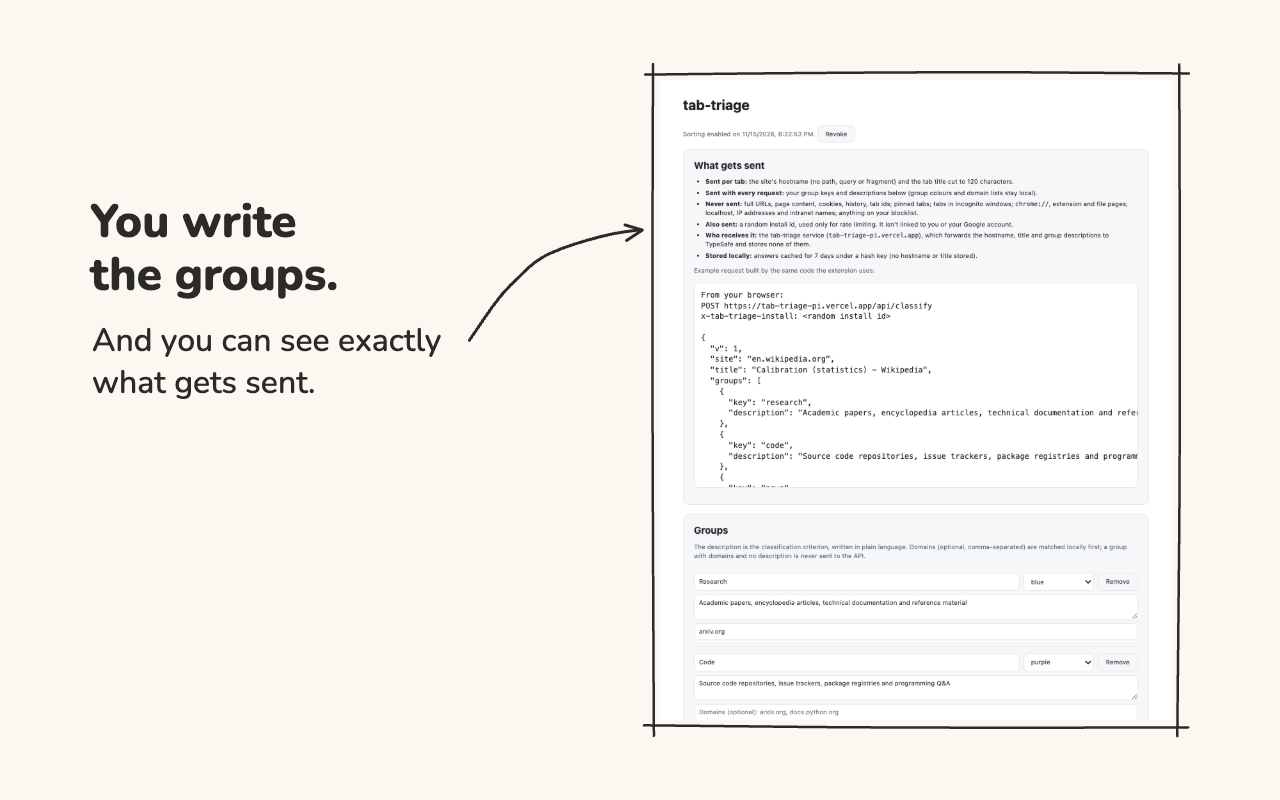 You write
the groups.
And you can see exactly
what gets sent.
tab-triage
Sorting enabled on 11/15/2026, 6:22:53 PM. Revoke
What gets sent
• Sent per tab: the site's hostname (no path, query or fragment) and the tab title cut to 120 characters.
• Sent with every request: your group keys and descriptions below (group colours and domain lists stay local).
• Never sent: full URLs, page content, cookies, history, tab ids; pinned tabs; tabs in incognito windows; chrome://, extension and file pages;
localhost, IP addresses and intranet names; anything on your blocklist.
• Also sent: a random install id, used only for rate limiting. It isn't linked to you or your Google account.
• Who receives it: the tab-triage service (tab-triage-pi.vercel.app), which forwards the hostname, title and group descriptions to
TypeSafe and stores none of them.
• Stored locally: answers cached for 7 days under a hash key (no hostname or title stored).
Example request built by the same code the extension uses:
From your browser:
POST https://tab-triage-pi.vercel.app/api/classify
x-tab-triage-install: <random install id>
{
"v": 1,
"site": "en.wikipedia.org",
"title": "Calibration (statistics) – Wikipedia",
"groups": [
{
"key": "research",
"description": "Academic papers, encyclopedia articles, technical documentation and refer
},
{
"key": "code",
"description": "Source code repositories, issue trackers, package registries and programm
},
{
Groups
The description is the classification criterion, written in plain language. Domains (optional, comma-separated) are matched locally first; a group
with domains and no description is never sent to the API.
Research blue Remove
Academic papers, encyclopedia articles, technical documentation and reference material
arxiv.org
Code purple Remove
Source code repositories, issue trackers, package registries and programming Q&A
Domains (optional): arxiv.org, docs.python.org